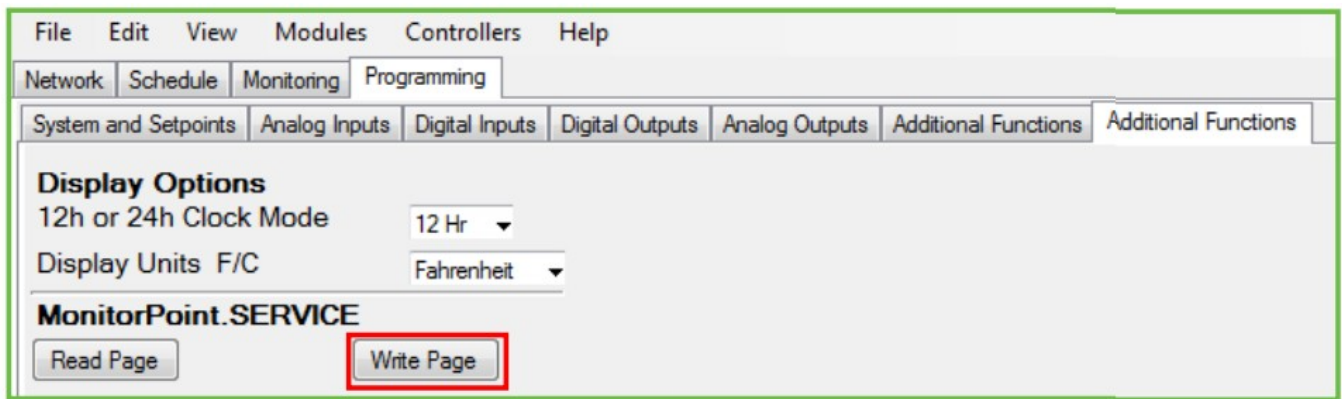 File Edit View Modules Controllers Help
Network Schedule Monitoring Programming
System and Setpoints Analog Inputs Digital Inputs Digital Outputs Analog Outputs Additional Functions Additional Functions
Display Options
12h or 24h Clock Mode 12 Hr
Display Units F/C Fahrenheit
MonitorPoint.SERVICE
Read Page Write Page